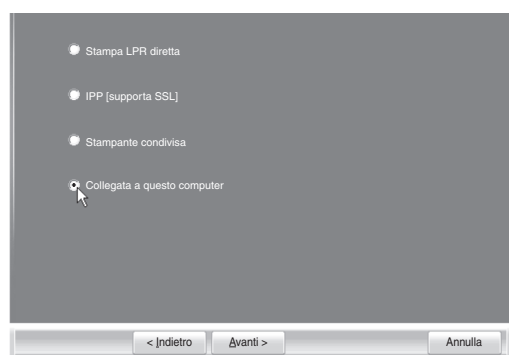 Stampa LPR diretta
IPP [supporta SSL]
Stampante condivisa
Collegata a questo computer
< Indietro Avanti > Annulla